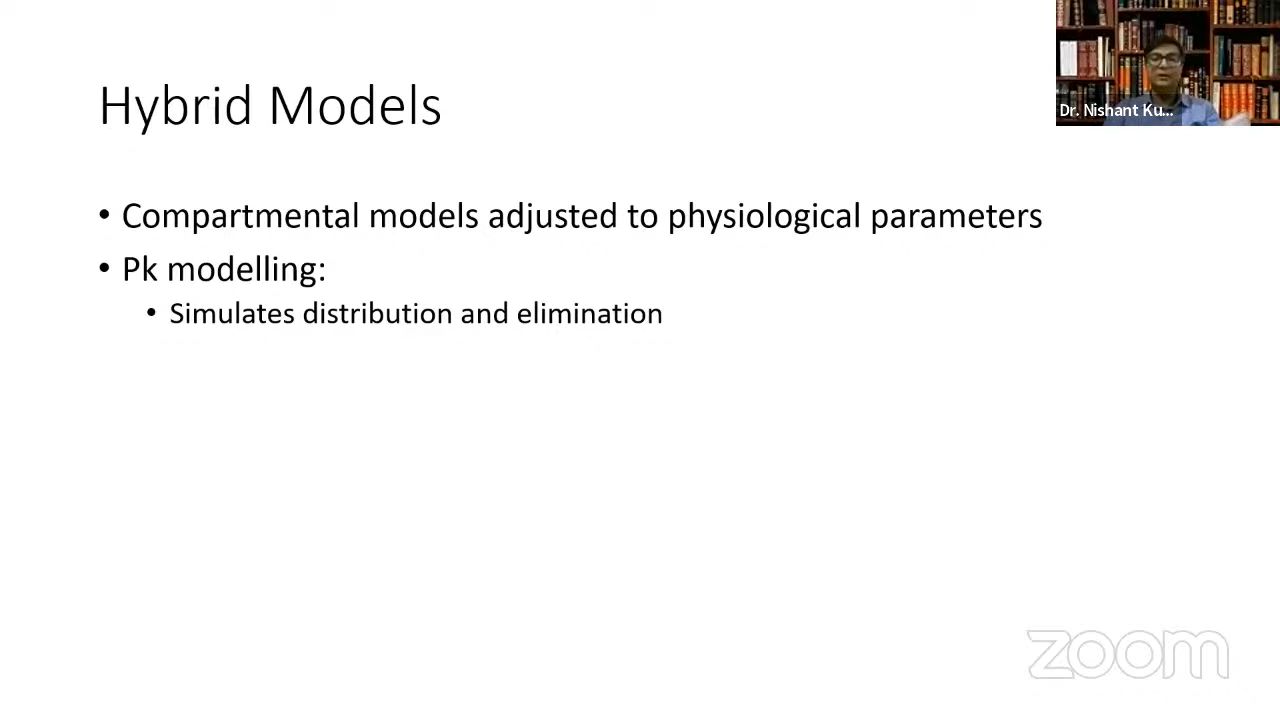 Hybrid Models
• Compartmental models adjusted to physiological parameters
• Pk modelling:
• Simulates distribution and elimination
Dr. Nishant Ku...
zoom